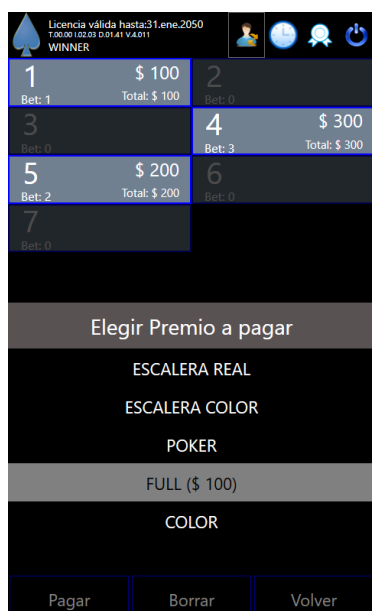 Licencia válida hasta:31.ene.2050
T.00.00 I.02.03 D.01.41 V.4.011
WINNER
1 $ 100
Bet: 1 Total: $ 100
2
Bet: 0
3
Bet: 0
4 $ 300
Bet: 3 Total: $ 300
5 $ 200
Bet: 2 Total: $ 200
6
Bet: 0
7
Bet: 0
Elegir Premio a pagar
ESCALERA REAL
ESCALERA COLOR
POKER
FULL ($ 100)
COLOR
Pagar Borrar Volver